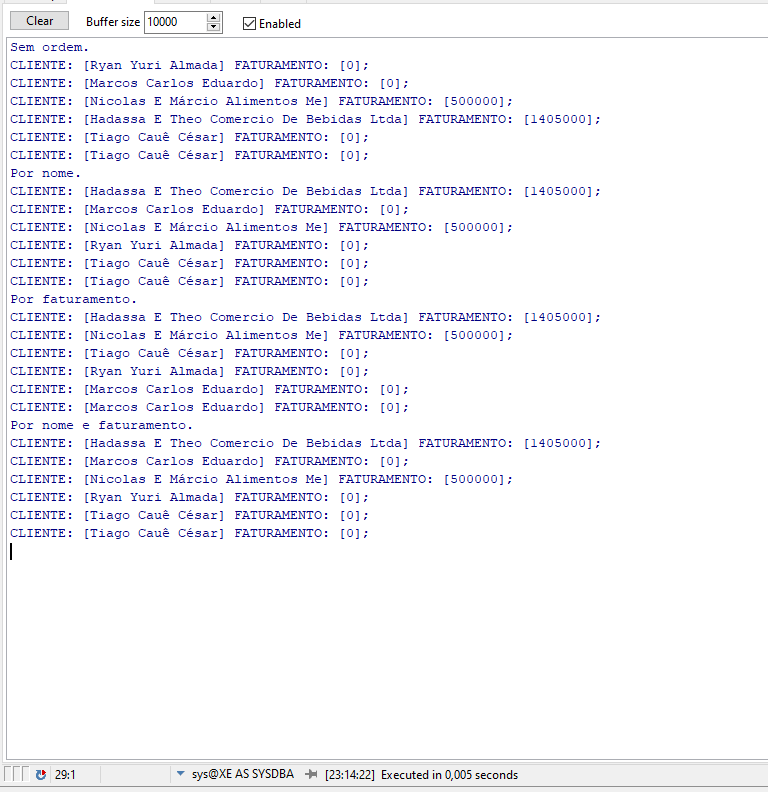 Clear Buffer size 10000 Enabled
Sem ordem.
CLIENTE: [Ryan Yuri Almada] FATURAMENTO: [0];
CLIENTE: [Marcos Carlos Eduardo] FATURAMENTO: [0];
CLIENTE: [Nicolas E Márcio Alimentos Me] FATURAMENTO: [500000];
CLIENTE: [Hadassa E Theo Comercio De Bebidas Ltda] FATURAMENTO: [1405000];
CLIENTE: [Tiago Cauê César] FATURAMENTO: [0];
CLIENTE: [Tiago Cauê César] FATURAMENTO: [0];
Por nome.
CLIENTE: [Hadassa E Theo Comercio De Bebidas Ltda] FATURAMENTO: [1405000];
CLIENTE: [Marcos Carlos Eduardo] FATURAMENTO: [0];
CLIENTE: [Nicolas E Márcio Alimentos Me] FATURAMENTO: [500000];
CLIENTE: [Ryan Yuri Almada] FATURAMENTO: [0];
CLIENTE: [Tiago Cauê César] FATURAMENTO: [0];
CLIENTE: [Tiago Cauê César] FATURAMENTO: [0];
Por faturamento.
CLIENTE: [Hadassa E Theo Comercio De Bebidas Ltda] FATURAMENTO: [1405000];
CLIENTE: [Nicolas E Márcio Alimentos Me] FATURAMENTO: [500000];
CLIENTE: [Tiago Cauê César] FATURAMENTO: [0];
CLIENTE: [Ryan Yuri Almada] FATURAMENTO: [0];
CLIENTE: [Marcos Carlos Eduardo] FATURAMENTO: [0];
CLIENTE: [Marcos Carlos Eduardo] FATURAMENTO: [0];
Por nome e faturamento.
CLIENTE: [Hadassa E Theo Comercio De Bebidas Ltda] FATURAMENTO: [1405000];
CLIENTE: [Marcos Carlos Eduardo] FATURAMENTO: [0];
CLIENTE: [Nicolas E Márcio Alimentos Me] FATURAMENTO: [500000];
CLIENTE: [Ryan Yuri Almada] FATURAMENTO: [0];
CLIENTE: [Tiago Cauê César] FATURAMENTO: [0];
CLIENTE: [Tiago Cauê César] FATURAMENTO: [0];
29:1 sys@XE AS SYSDBA [23:14:22] Executed in 0,005 seconds